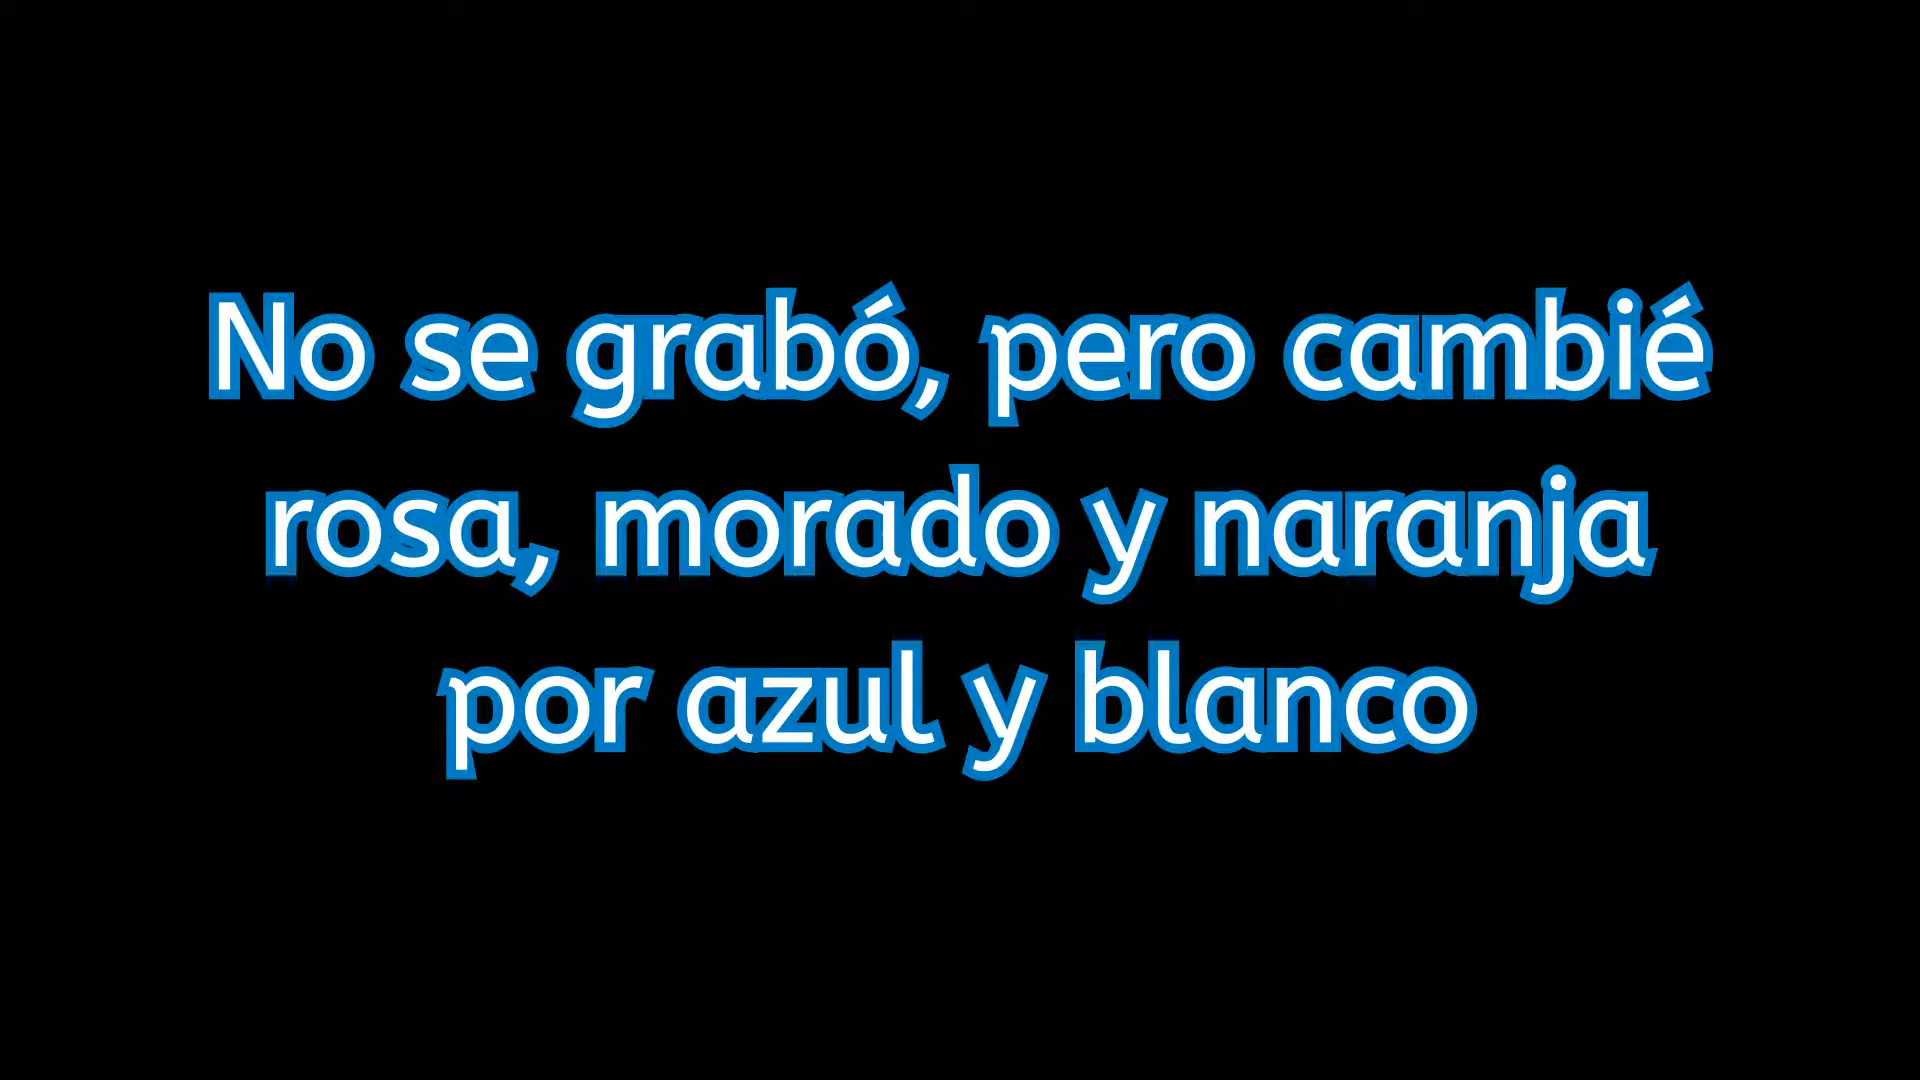 No se grabó, pero cambié
rosa, morado y naranja
por azul y blanco